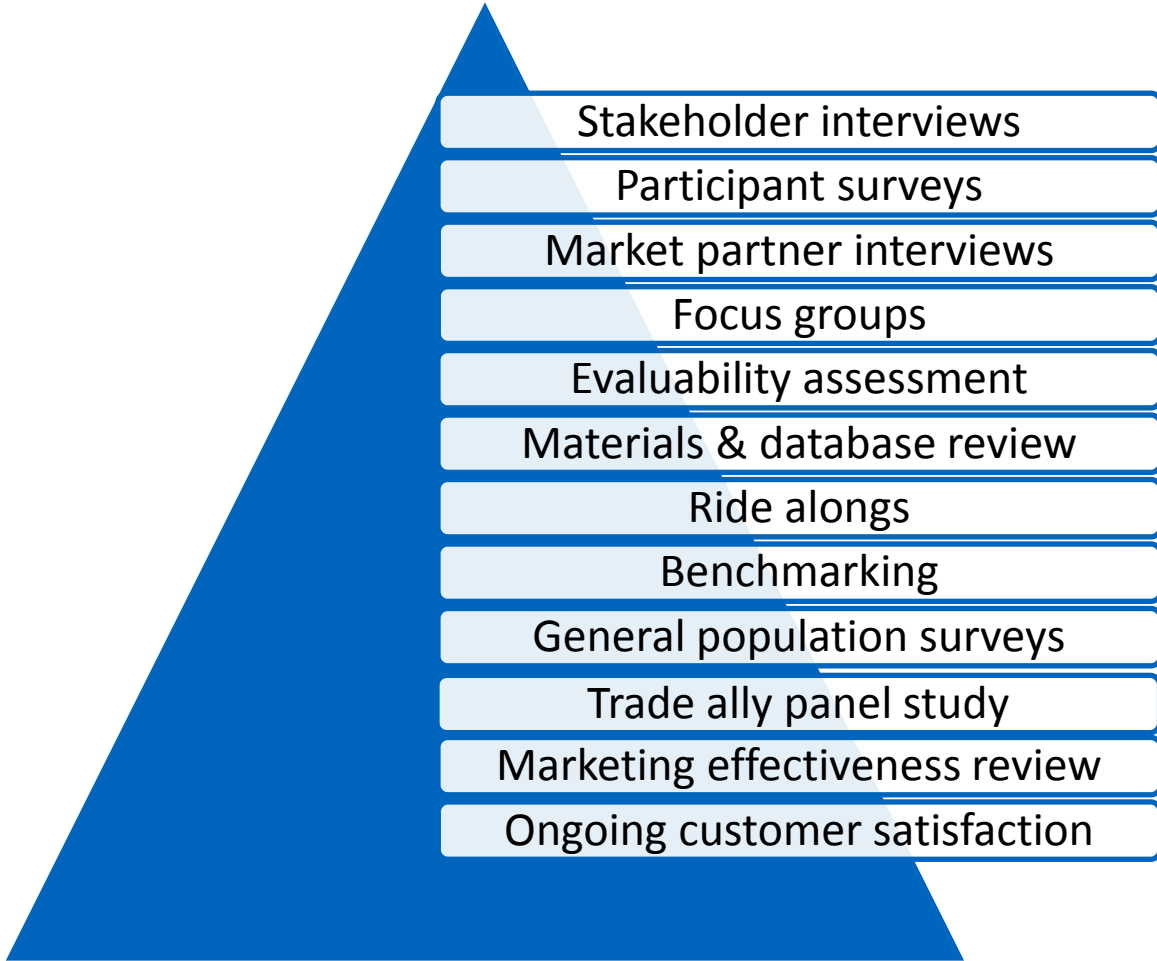 Stakeholder interviews
Participant surveys
Market partner interviews
Focus groups
Evaluability assessment
Materials & database review
Ride alongs
Benchmarking
General population surveys
Trade ally panel study
Marketing effectiveness review
Ongoing customer satisfaction